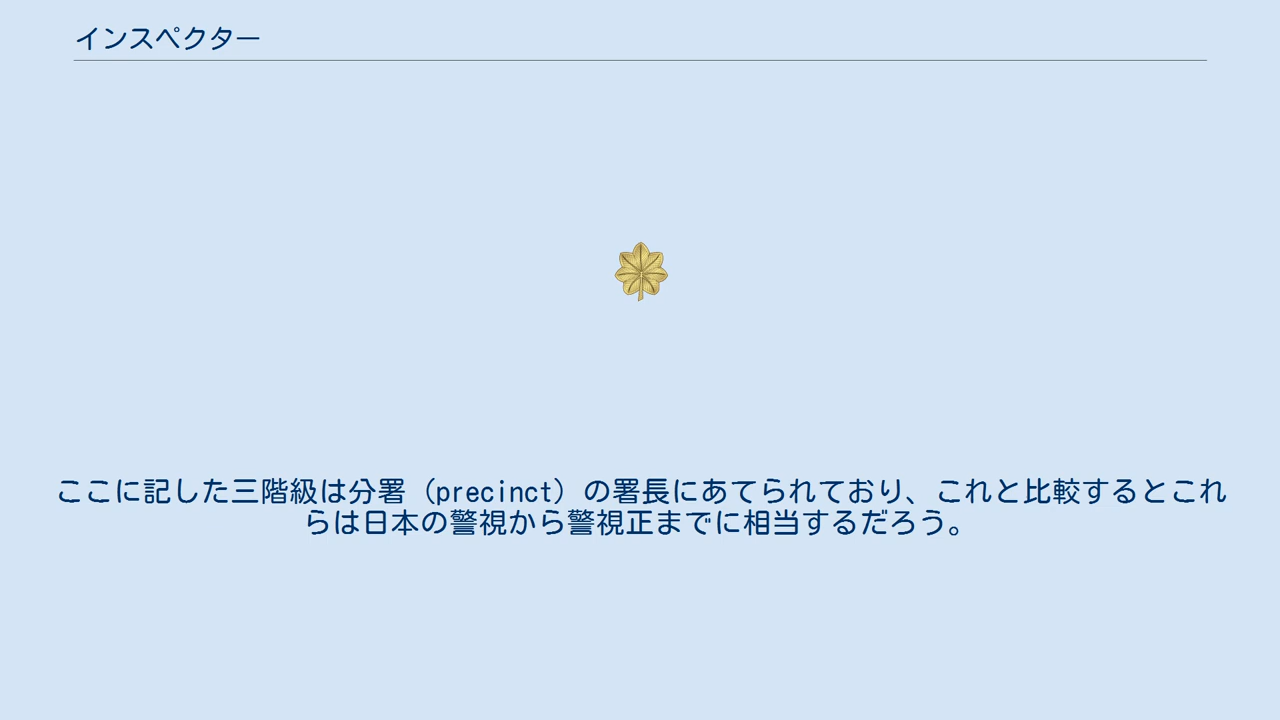 インスペクター
ここに記した三階級は分署（precinct）の署長にあてられており、これと比較するとこれ
らは日本の警視から警視正までに相当するだろう。